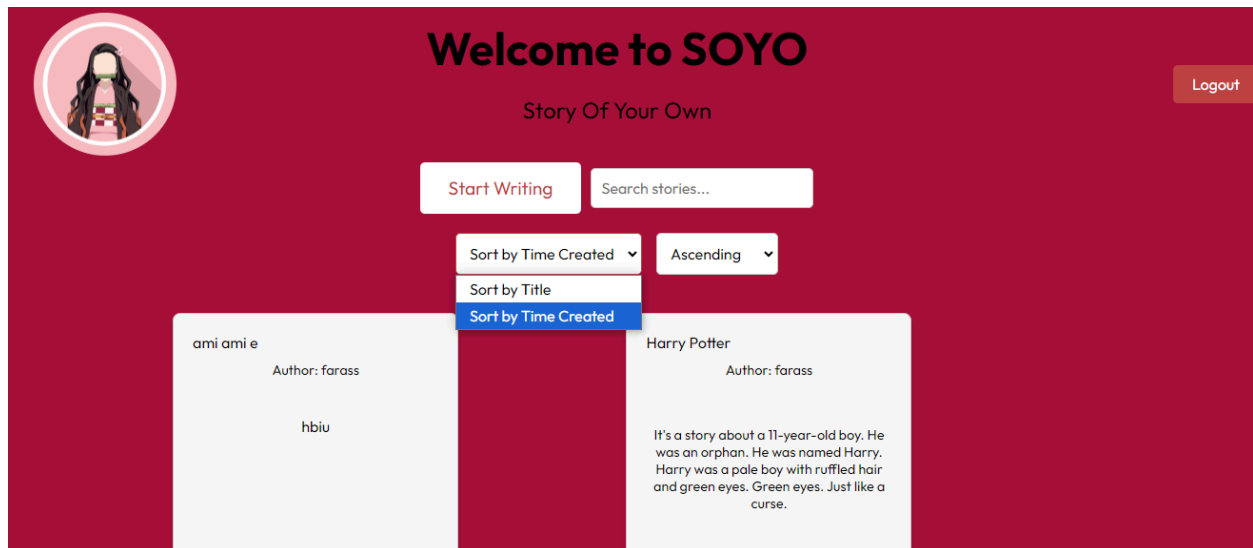 Welcome to SOYO
Story Of Your Own
Logout
Start Writing
Search stories...
Sort by Time Created
Ascending
Sort by Title
Sort by Time Created
ami ami e
Author: farass
hbiu
Harry Potter
Author: farass
It's a story about a 11-year-old boy. He
was an orphan. He was named Harry.
Harry was a pale boy with ruffled hair
and green eyes. Green eyes. Just like a
curse.